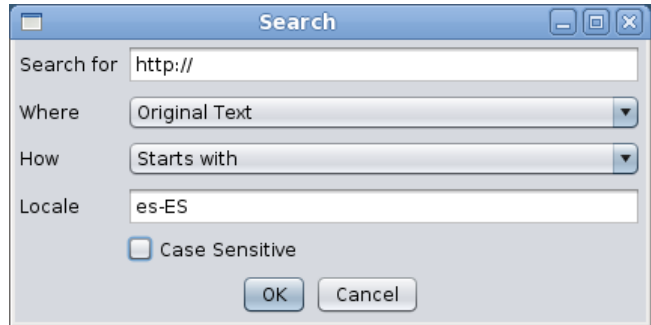 Search
Search for http://
Where Original Text
How Starts with
Locale es-ES
Case Sensitive
OK Cancel